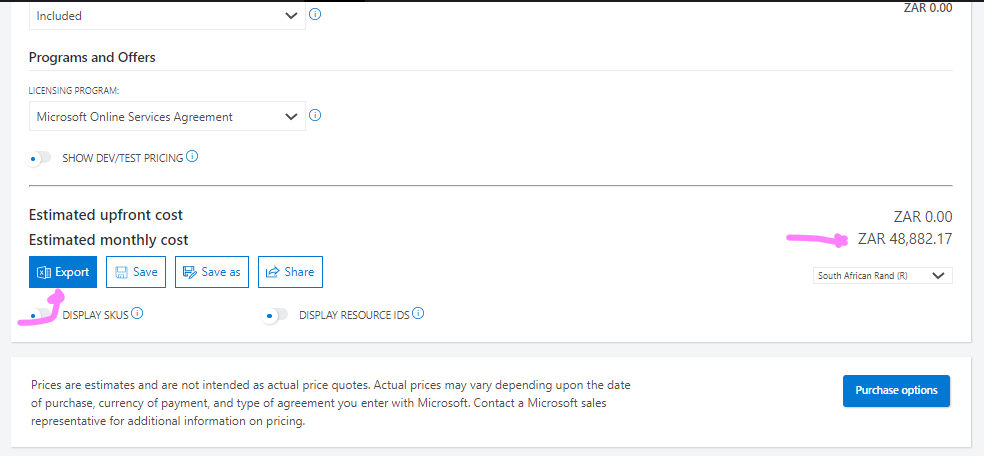 Included
ZAR 0.00
Programs and Offers
LICENSING PROGRAM:
Microsoft Online Services Agreement
SHOW DEV/TEST PRICING
Estimated upfront cost ZAR 0.00
Estimated monthly cost ZAR 48,882.17
Export Save Save as Share
South African Rand (R)
DISPLAY SKUS DISPLAY RESOURCE IDS
Prices are estimates and are not intended as actual price quotes. Actual prices may vary depending upon the date
of purchase, currency of payment, and type of agreement you enter with Microsoft. Contact a Microsoft sales
representative for additional information on pricing.
Purchase options